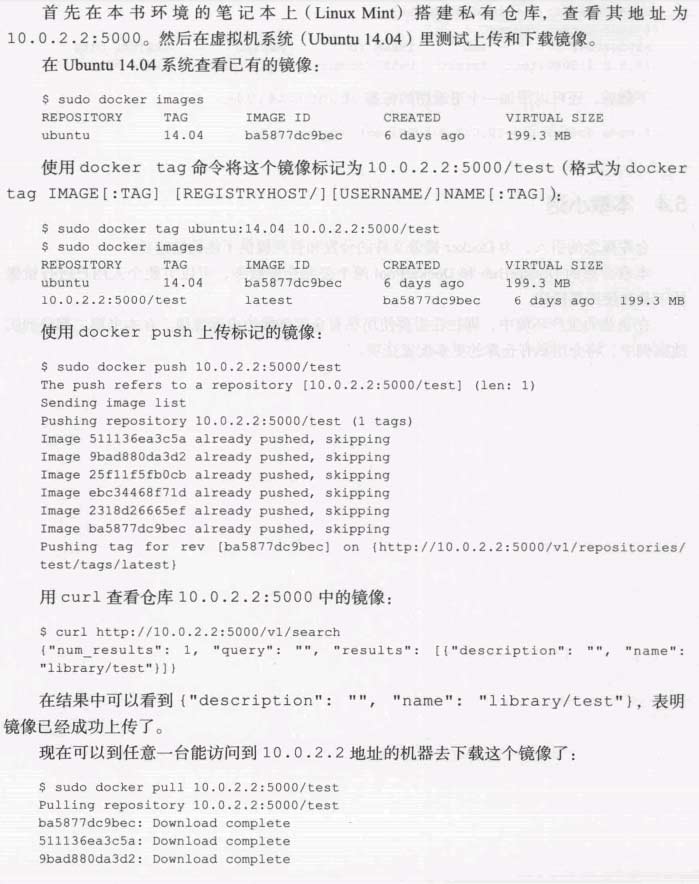 首先在本书环境的笔记本上（Linux Mint）搭建私有仓库，查看其地址为
10.0.2.2:5000。然后在虚拟机系统（Ubuntu 14.04）里测试上传和下载镜像。
在 Ubuntu 14.04 系统查看已有的镜像：
$ sudo docker images
REPOSITORY TAG IMAGE ID CREATED VIRTUAL SIZE
ubuntu 14.04 ba5877dc9bec 6 days ago 199.3 MB
使用 docker tag 命令将这个镜像标记为 10.0.2.2:5000/test（格式为 docker
tag IMAGE[:TAG] [REGISTRYHOST/][USERNAME/]NAME[:TAG]）：
$ sudo docker tag ubuntu:14.04 10.0.2.2:5000/test
$ sudo docker images
REPOSITORY TAG IMAGE ID CREATED VIRTUAL SIZE
ubuntu 14.04 ba5877dc9bec 6 days ago 199.3 MB
10.0.2.2:5000/test latest ba5877dc9bec 6 days ago 199.3 MB
使用 docker push 上传标记的镜像：
$ sudo docker push 10.0.2.2:5000/test
The push refers to a repository [10.0.2.2:5000/test] (len: 1)
Sending image list
Pushing repository 10.0.2.2:5000/test (1 tags)
Image 511136ea3c5a already pushed, skipping
Image 9bad880da3d2 already pushed, skipping
Image 25f11f5fb0cb already pushed, skipping
Image ebc34468f71d already pushed, skipping
Image 2318d26665ef already pushed, skipping
Image ba5877dc9bec already pushed, skipping
Pushing tag for rev [ba5877dc9bec] on {http://10.0.2.2:5000/v1/repositories/
test/tags/latest}
用 curl 查看仓库 10.0.2.2:5000 中的镜像：
$ curl http://10.0.2.2:5000/v1/search
{"num_results": 1, "query": "", "results": [{"description": "", "name":
"library/test"}]}
在结果中可以看到 {"description": "", "name": "library/test"}，表明
镜像已经成功上传了。
现在可以到任意一台能访问到 10.0.2.2 地址的机器去下载这个镜像了：
$ sudo docker pull 10.0.2.2:5000/test
Pulling repository 10.0.2.2:5000/test
ba5877dc9bec: Download complete
511136ea3c5a: Download complete
9bad880da3d2: Download complete